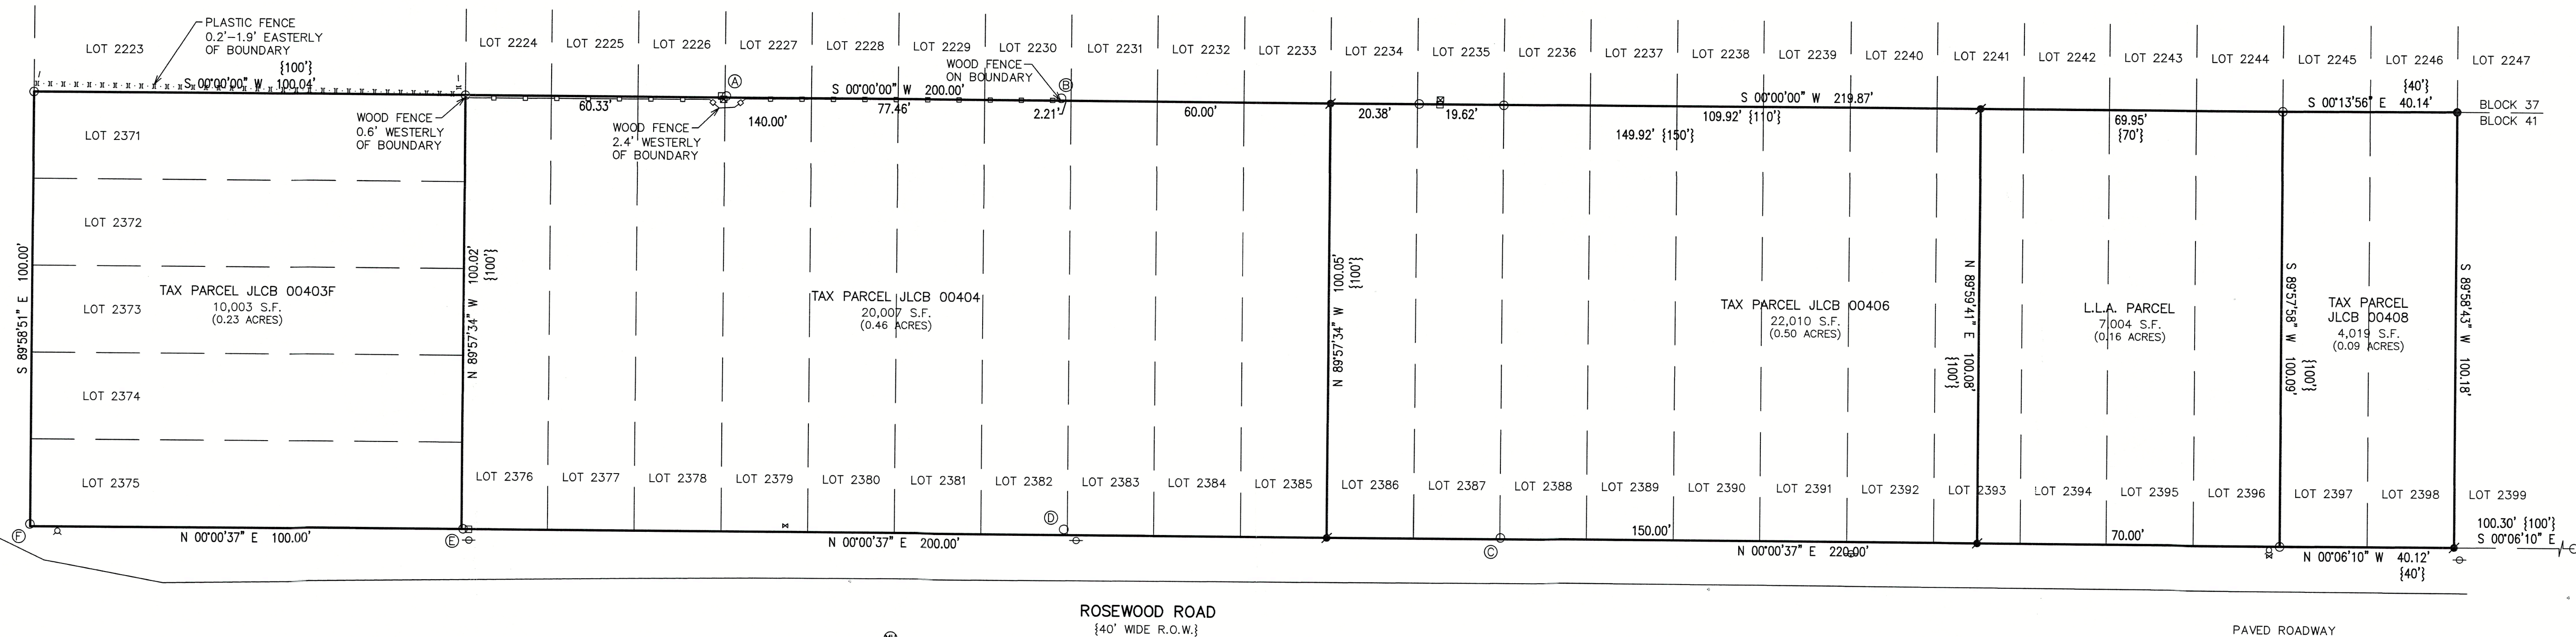 PLASTIC FENCE
0.2'-1.9' EASTERLY
OF BOUNDARY
LOT 2223
{100'}
S 00°00'00" W 100.04'
LOT 2224
LOT 2225
LOT 2226
LOT 2227
LOT 2228
LOT 2229
LOT 2230
LOT 2231
LOT 2232
LOT 2233
LOT 2234
LOT 2235
LOT 2236
LOT 2237
LOT 2238
LOT 2239
LOT 2240
LOT 2241
LOT 2242
LOT 2243
LOT 2244
LOT 2245
LOT 2246
LOT 2247
WOOD FENCE
ON BOUNDARY
A
B
S 00°00'00" W 200.00'
S 00°00'00" W 219.87'
{40'}
S 00°13'56" E 40.14'
BLOCK 37
BLOCK 41
60.33'
140.00'
77.46'
2.21'
60.00'
20.38'
19.62'
109.92' {110'}
149.92' {150'}
69.95'
{70'}
WOOD FENCE
0.6' WESTERLY
OF BOUNDARY
WOOD FENCE
2.4' WESTERLY
OF BOUNDARY
LOT 2371
LOT 2372
LOT 2373
LOT 2374
LOT 2375
S 89°58'51" E 100.00'
TAX PARCEL JLCB 00403F
10,003 S.F.
(0.23 ACRES)
N 89°57'34" W 100.02'
{100'}
TAX PARCEL JLCB 00404
20,007 S.F.
(0.46 ACRES)
N 89°57'34" W 100.05'
{100'}
TAX PARCEL JLCB 00406
22,010 S.F.
(0.50 ACRES)
N 89°59'41" E 100.08'
{100'}
L.L.A. PARCEL
7,004 S.F.
(0.16 ACRES)
S 89°57'58" W 100.09'
{100'}
TAX PARCEL
JLCB 00408
4,019 S.F.
(0.09 ACRES)
S 89°58'43" W 100.18'
LOT 2376
LOT 2377
LOT 2378
LOT 2379
LOT 2380
LOT 2381
LOT 2382
LOT 2383
LOT 2384
LOT 2385
LOT 2386
LOT 2387
LOT 2388
LOT 2389
LOT 2390
LOT 2391
LOT 2392
LOT 2393
LOT 2394
LOT 2395
LOT 2396
LOT 2397
LOT 2398
LOT 2399
F
N 00°00'37" E 100.00'
E
N 00°00'37" E 200.00'
D
C
150.00'
N 00°00'37" E 220.00'
70.00'
N 00°06'10" W 40.12'
{40'}
100.30' {100'}
S 00°06'10" E
ROSEWOOD ROAD
{40' WIDE R.O.W.}
PAVED ROADWAY